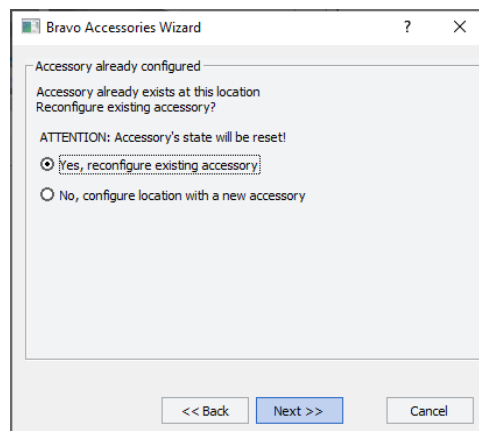 Bravo Accessories Wizard ?
Accessory already configured
Accessory already exists at this location
Reconfigure existing accessory?
ATTENTION: Accessory's state will be reset!
Yes, reconfigure existing accessory
No, configure location with a new accessory
<< Back Next >> Cancel